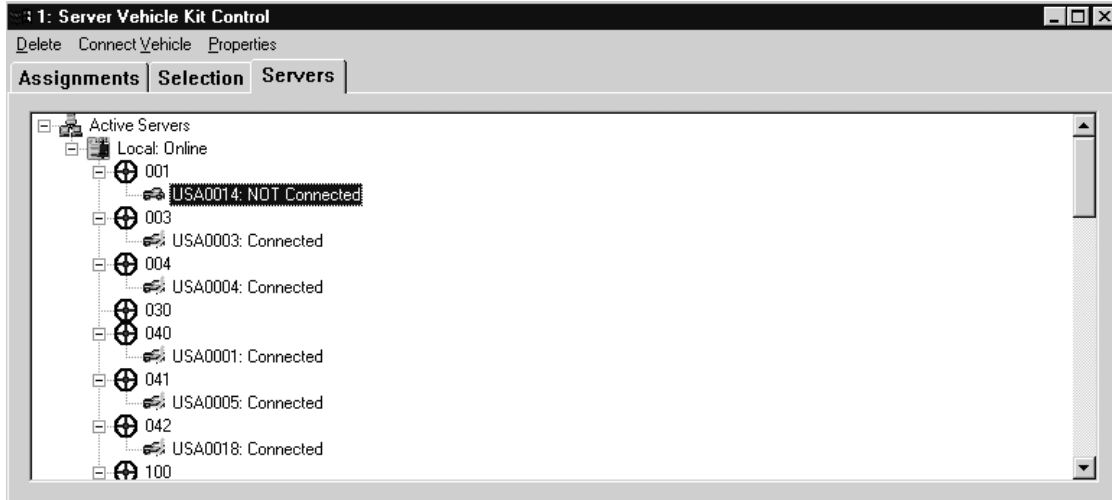 1: Server Vehicle Kit Control
Delete Connect Vehicle Properties
Assignments Selection Servers
Active Servers
Local: Online
001
USA0014: NOT Connected
003
USA0003: Connected
004
USA0004: Connected
030
040
USA0001: Connected
041
USA0005: Connected
042
USA0018: Connected
100